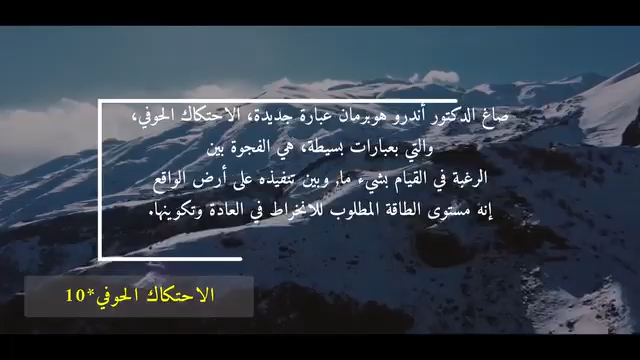 صاغ الدكتور أندرو هوبرمان عبارة جديدة، الاحتكاك الحوفي،
والتي بعبارات بسيطة، هي الفجوة بين
الرغبة في القيام بشيء ما, وبين تنفيذه على أرض الواقع
إنه مستوى الطاقة المطلوب للانخراط في العادة وتكوينها.
الاحتكاك الحوفي*10